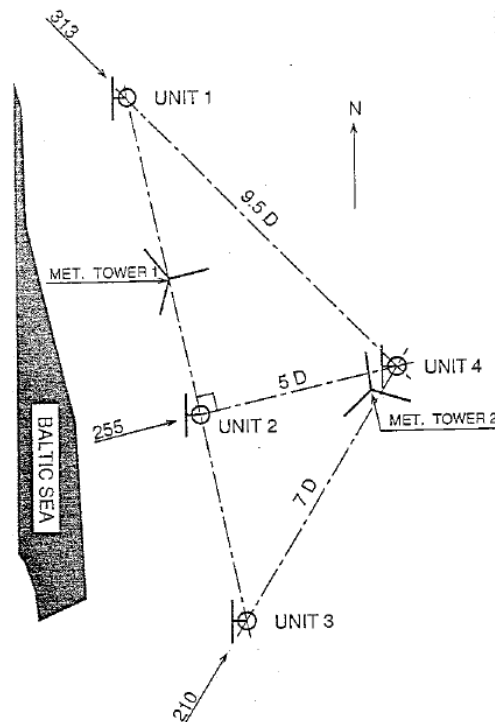 313
UNIT 1
N
9.5 D
MET. TOWER 1
5 D
UNIT 4
255
UNIT 2
MET. TOWER 2
BALTIC SEA
7 D
UNIT 3
210